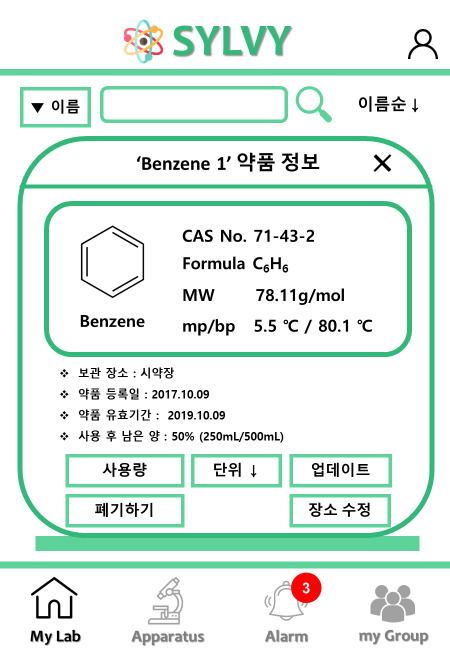 SYLVY
▼ 이름
이름순↓
‘Benzene 1’ 약품 정보
CAS No. 71-43-2
Formula C₆H₆
MW 78.11g/mol
Benzene
mp/bp 5.5 ℃ / 80.1 ℃
❖ 보관 장소 : 시약장
❖ 약품 등록일 : 2017.10.09
❖ 약품 유효기간 : 2019.10.09
❖ 사용 후 남은 양 : 50% (250mL/500mL)
사용량 단위 ↓ 업데이트
폐기하기 장소 수정
3
My Lab Apparatus Alarm my Group